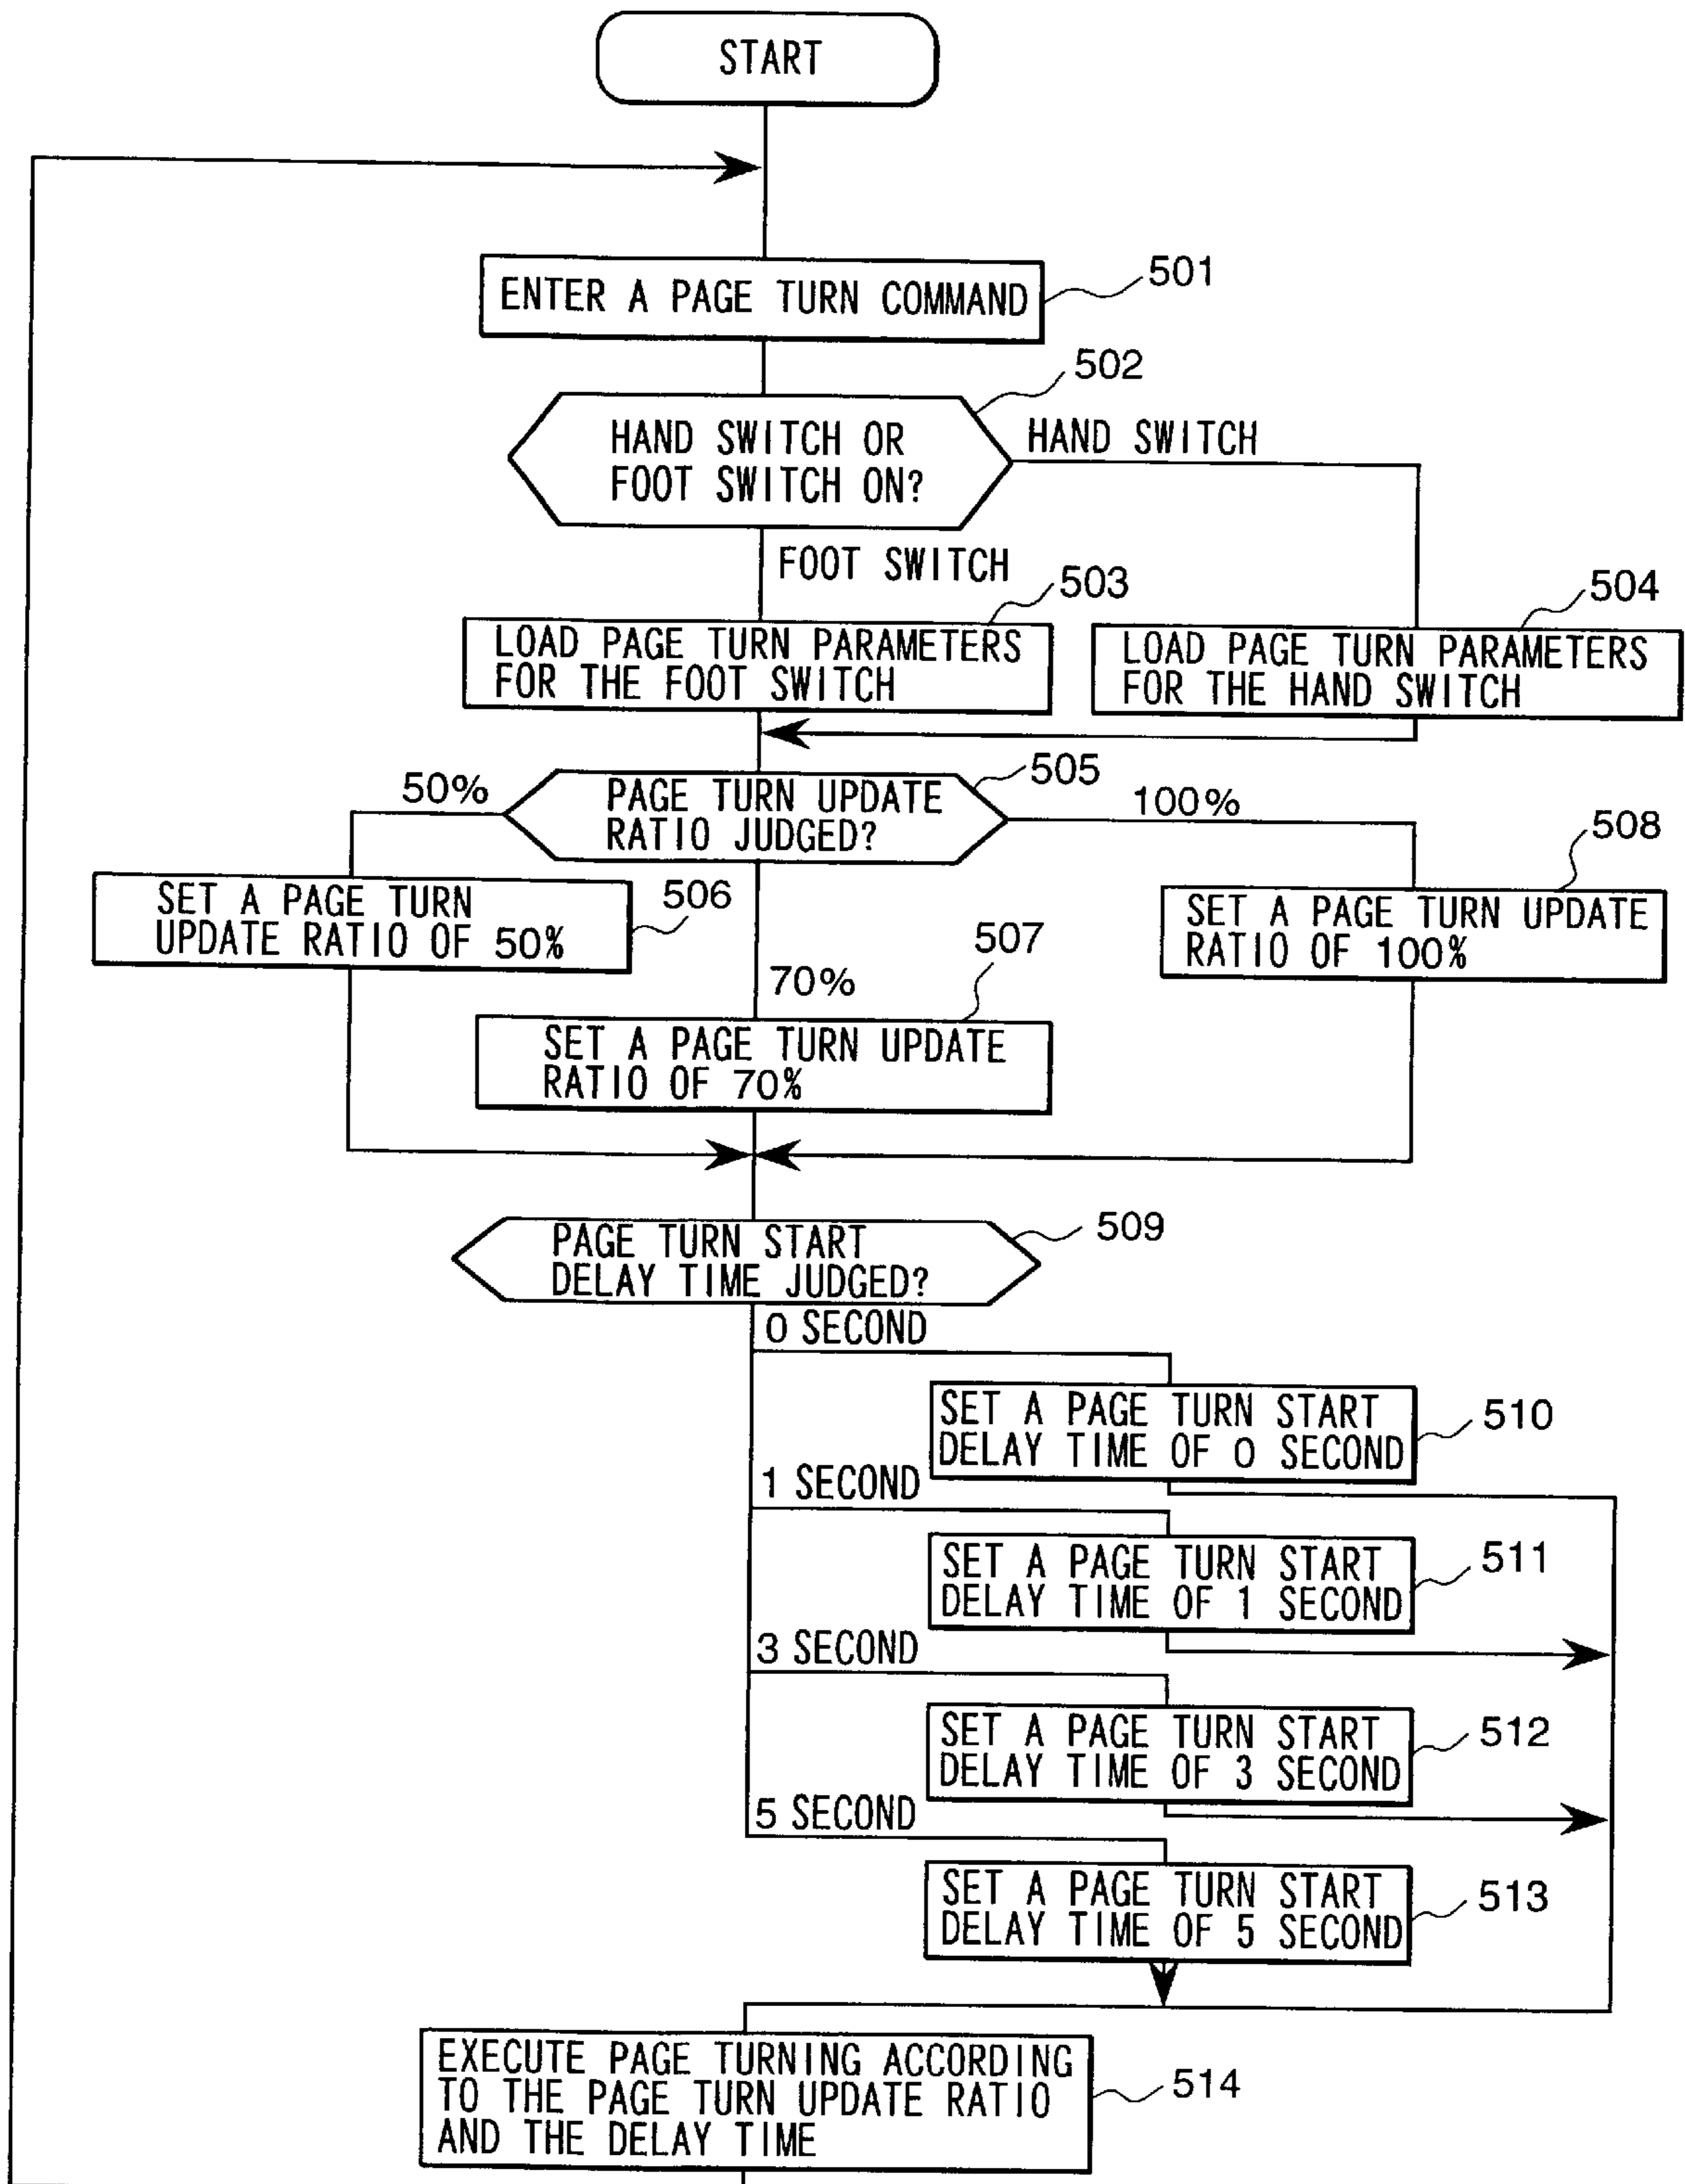 START
ENTER A PAGE TURN COMMAND
501
502
HAND SWITCH OR
FOOT SWITCH ON?
HAND SWITCH
FOOT SWITCH
503
504
LOAD PAGE TURN PARAMETERS
FOR THE FOOT SWITCH
LOAD PAGE TURN PARAMETERS
FOR THE HAND SWITCH
505
50%
PAGE TURN UPDATE
RATIO JUDGED?
100%
508
SET A PAGE TURN
UPDATE RATIO OF 50%
506
SET A PAGE TURN UPDATE
RATIO OF 100%
507
70%
SET A PAGE TURN UPDATE
RATIO OF 70%
509
PAGE TURN START
DELAY TIME JUDGED?
0 SECOND
SET A PAGE TURN START
DELAY TIME OF 0 SECOND
510
1 SECOND
SET A PAGE TURN START
DELAY TIME OF 1 SECOND
511
3 SECOND
SET A PAGE TURN START
DELAY TIME OF 3 SECOND
512
5 SECOND
SET A PAGE TURN START
DELAY TIME OF 5 SECOND
513
EXECUTE PAGE TURNING ACCORDING
TO THE PAGE TURN UPDATE RATIO
AND THE DELAY TIME
514